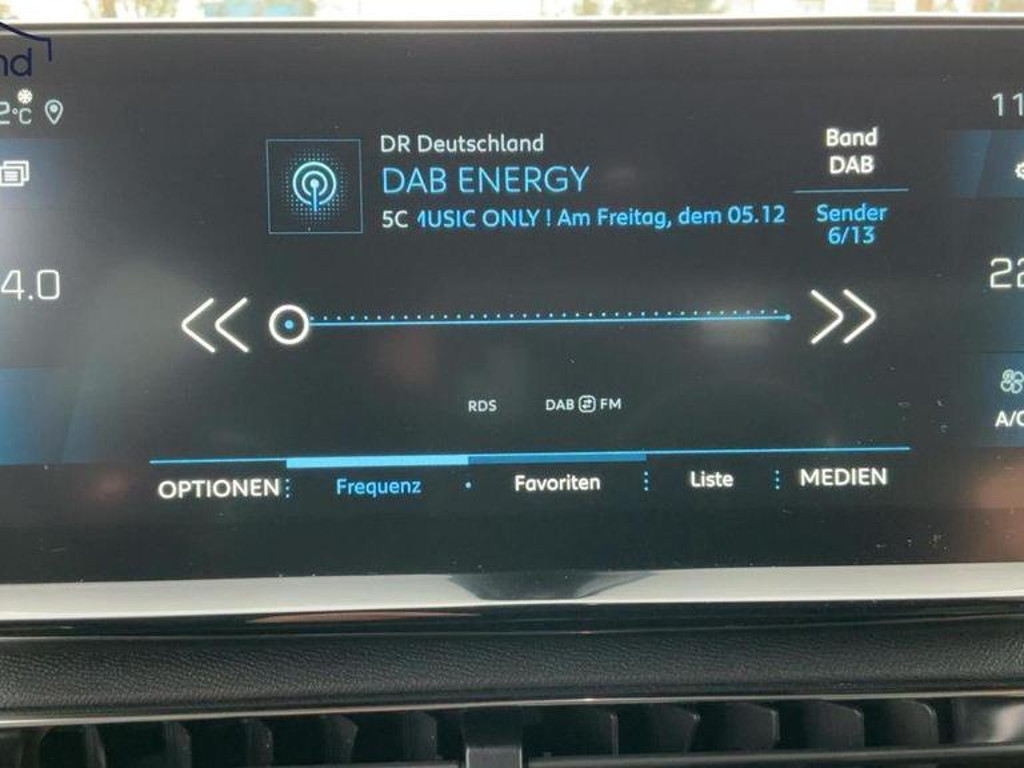 nd
2°C
11
DR Deutschland
DAB ENERGY
5C MUSIC ONLY ! Am Freitag, dem 05.12
Band
DAB
Sender
6/13
4.0
22
RDS
DAB FM
A/C
OPTIONEN
Frequenz
Favoriten
Liste
MEDIEN